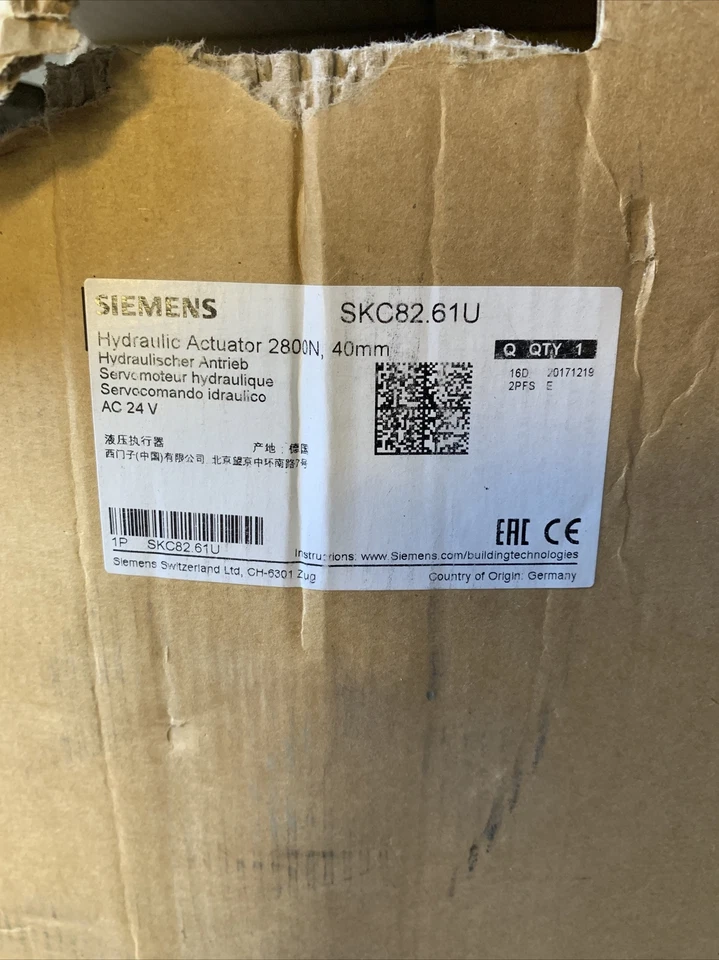 SIEMENS
SKC82.61U
Hydraulic Actuator 2800N, 40mm
Hydraulischer Antrieb
Servomoteur hydraulique
Servocomando idraulico
AC 24 V
Q QTY 1
16D 20171219
2PFS E
液压执行器 产地: 德国
西门子(中国)有限公司 北京望京中环南路7号
1P SKC82.61U
EAC CE
Instructions: www.Siemens.com/buildingtechnologies
Siemens Switzerland Ltd, CH-6301 Zug
Country of Origin: Germany